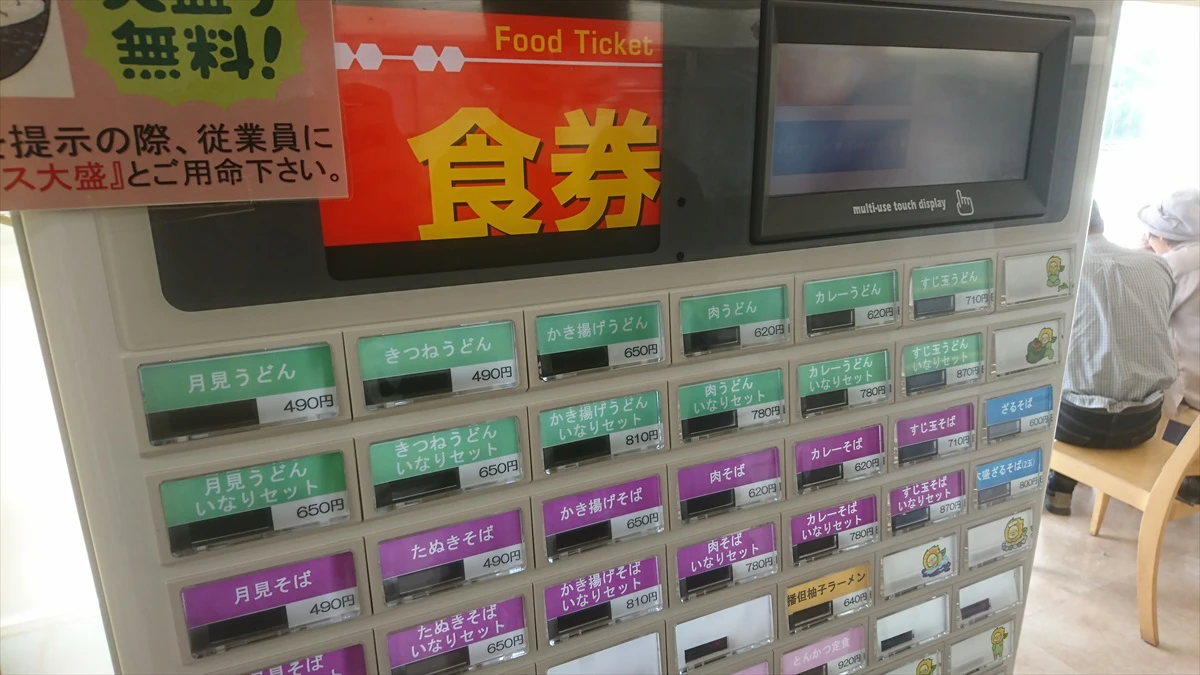 無料!
を提示の際、従業員に
ス大盛』とご用命下さい。
Food Ticket
食券
multi-use touch display
月見うどん
490円
きつねうどん
490円
かき揚げうどん
650円
肉うどん
620円
カレーうどん
620円
すじ玉うどん
710円
月見うどん
いなりセット
650円
きつねうどん
いなりセット
650円
かき揚げうどん
いなりセット
810円
肉うどん
いなりセット
780円
カレーうどん
いなりセット
780円
すじ玉うどん
いなりセット
870円
月見そば
490円
たぬきそば
490円
かき揚げそば
650円
肉そば
620円
カレーそば
620円
すじ玉そば
710円
ざるそば
600円
たぬきそば
いなりセット
650円
かき揚げそば
いなりセット
810円
肉そば
いなりセット
780円
カレーそば
いなりセット
780円
すじ玉そば
いなりセット
870円
大盛ざるそば(2玉)
800円
播但柚子ラーメン
640円
とんかつ定食
920円